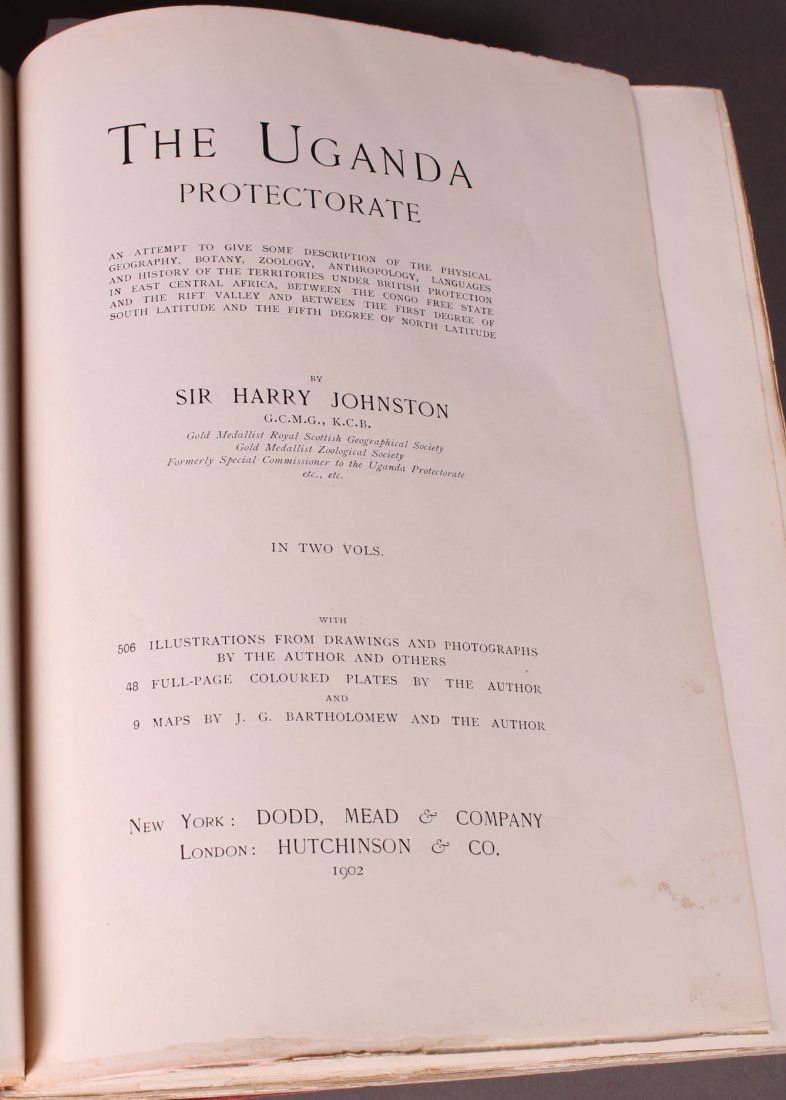 THE UGANDA
PROTECTORATE
AN ATTEMPT TO GIVE SOME DESCRIPTION OF THE PHYSICAL
GEOGRAPHY, BOTANY, ZOOLOGY, ANTHROPOLOGY, LANGUAGES
AND HISTORY OF THE TERRITORIES UNDER BRITISH PROTECTION
IN EAST CENTRAL AFRICA, BETWEEN THE CONGO FREE STATE
AND THE RIFT VALLEY AND BETWEEN THE FIRST DEGREE OF
SOUTH LATITUDE AND THE FIFTH DEGREE OF NORTH LATITUDE
BY
SIR HARRY JOHNSTON
G.C.M.G., K.C.B.
Gold Medallist Royal Scottish Geographical Society
Gold Medallist Zoological Society
Formerly Special Commissioner to the Uganda Protectorate
etc., etc.
IN TWO VOLS.
WITH
506 ILLUSTRATIONS FROM DRAWINGS AND PHOTOGRAPHS
BY THE AUTHOR AND OTHERS
48 FULL-PAGE COLOURED PLATES BY THE AUTHOR
AND
9 MAPS BY J. G. BARTHOLOMEW AND THE AUTHOR
NEW YORK: DODD, MEAD & COMPANY
LONDON: HUTCHINSON & CO.
1902